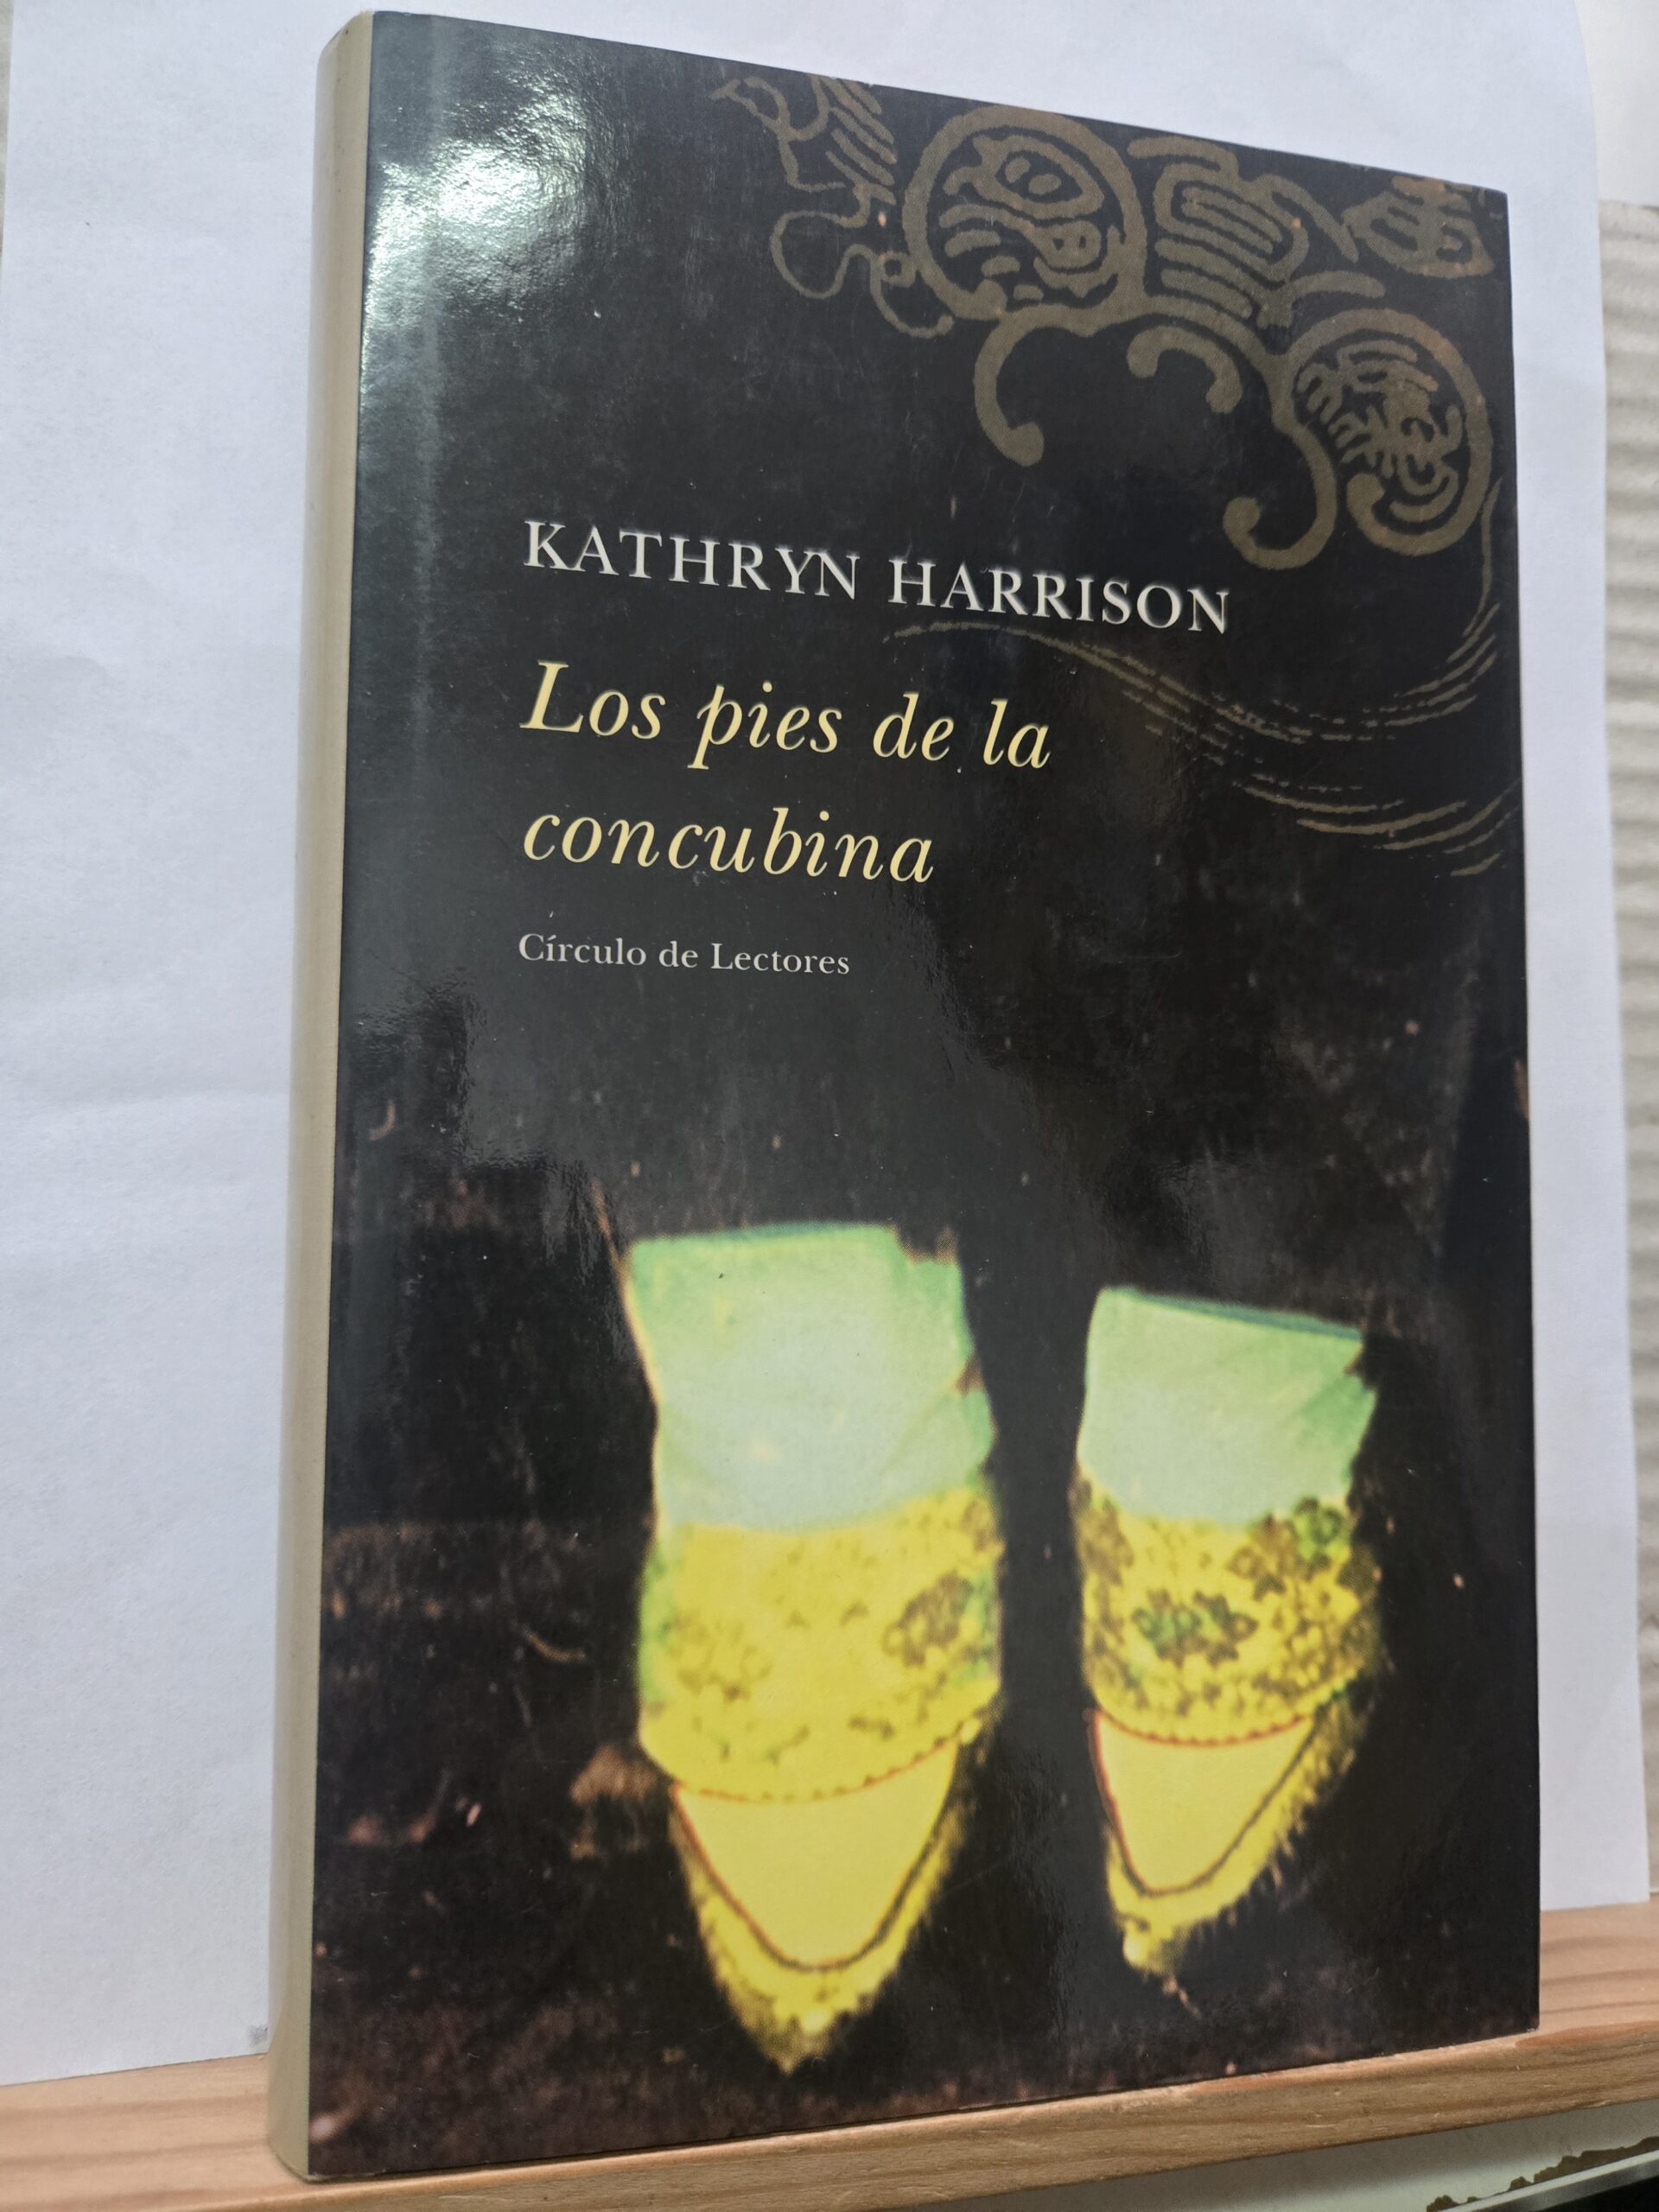 KATHRYN HARRISON
Los pies de la
concubina
Círculo de Lectores